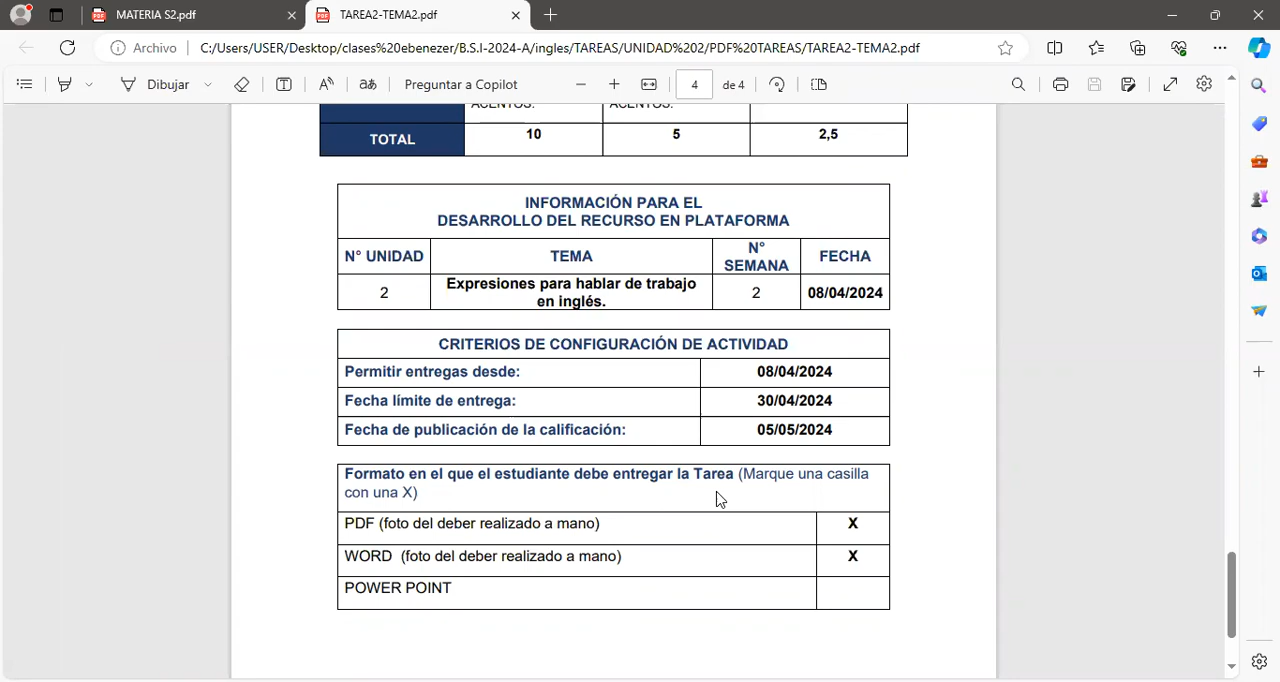 MATERIA S2.pdf
TAREA2-TEMA2.pdf
Archivo
C:/Users/USER/Desktop/clases%20ebenezer/B.S.I-2024-A/ingles/TAREAS/UNIDAD%202/PDF%20TAREAS/TAREA2-TEMA2.pdf
Dibujar
aあ
Preguntar a Copilot
4
de 4
ACENTOS. ACENTOS.
TOTAL 10 5 2,5
INFORMACIÓN PARA EL
DESARROLLO DEL RECURSO EN PLATAFORMA
N° UNIDAD TEMA N° SEMANA FECHA
2 Expresiones para hablar de trabajo en inglés. 2 08/04/2024
CRITERIOS DE CONFIGURACIÓN DE ACTIVIDAD
Permitir entregas desde: 08/04/2024
Fecha límite de entrega: 30/04/2024
Fecha de publicación de la calificación: 05/05/2024
Formato en el que el estudiante debe entregar la Tarea (Marque una casilla
con una X)
PDF (foto del deber realizado a mano) X
WORD (foto del deber realizado a mano) X
POWER POINT